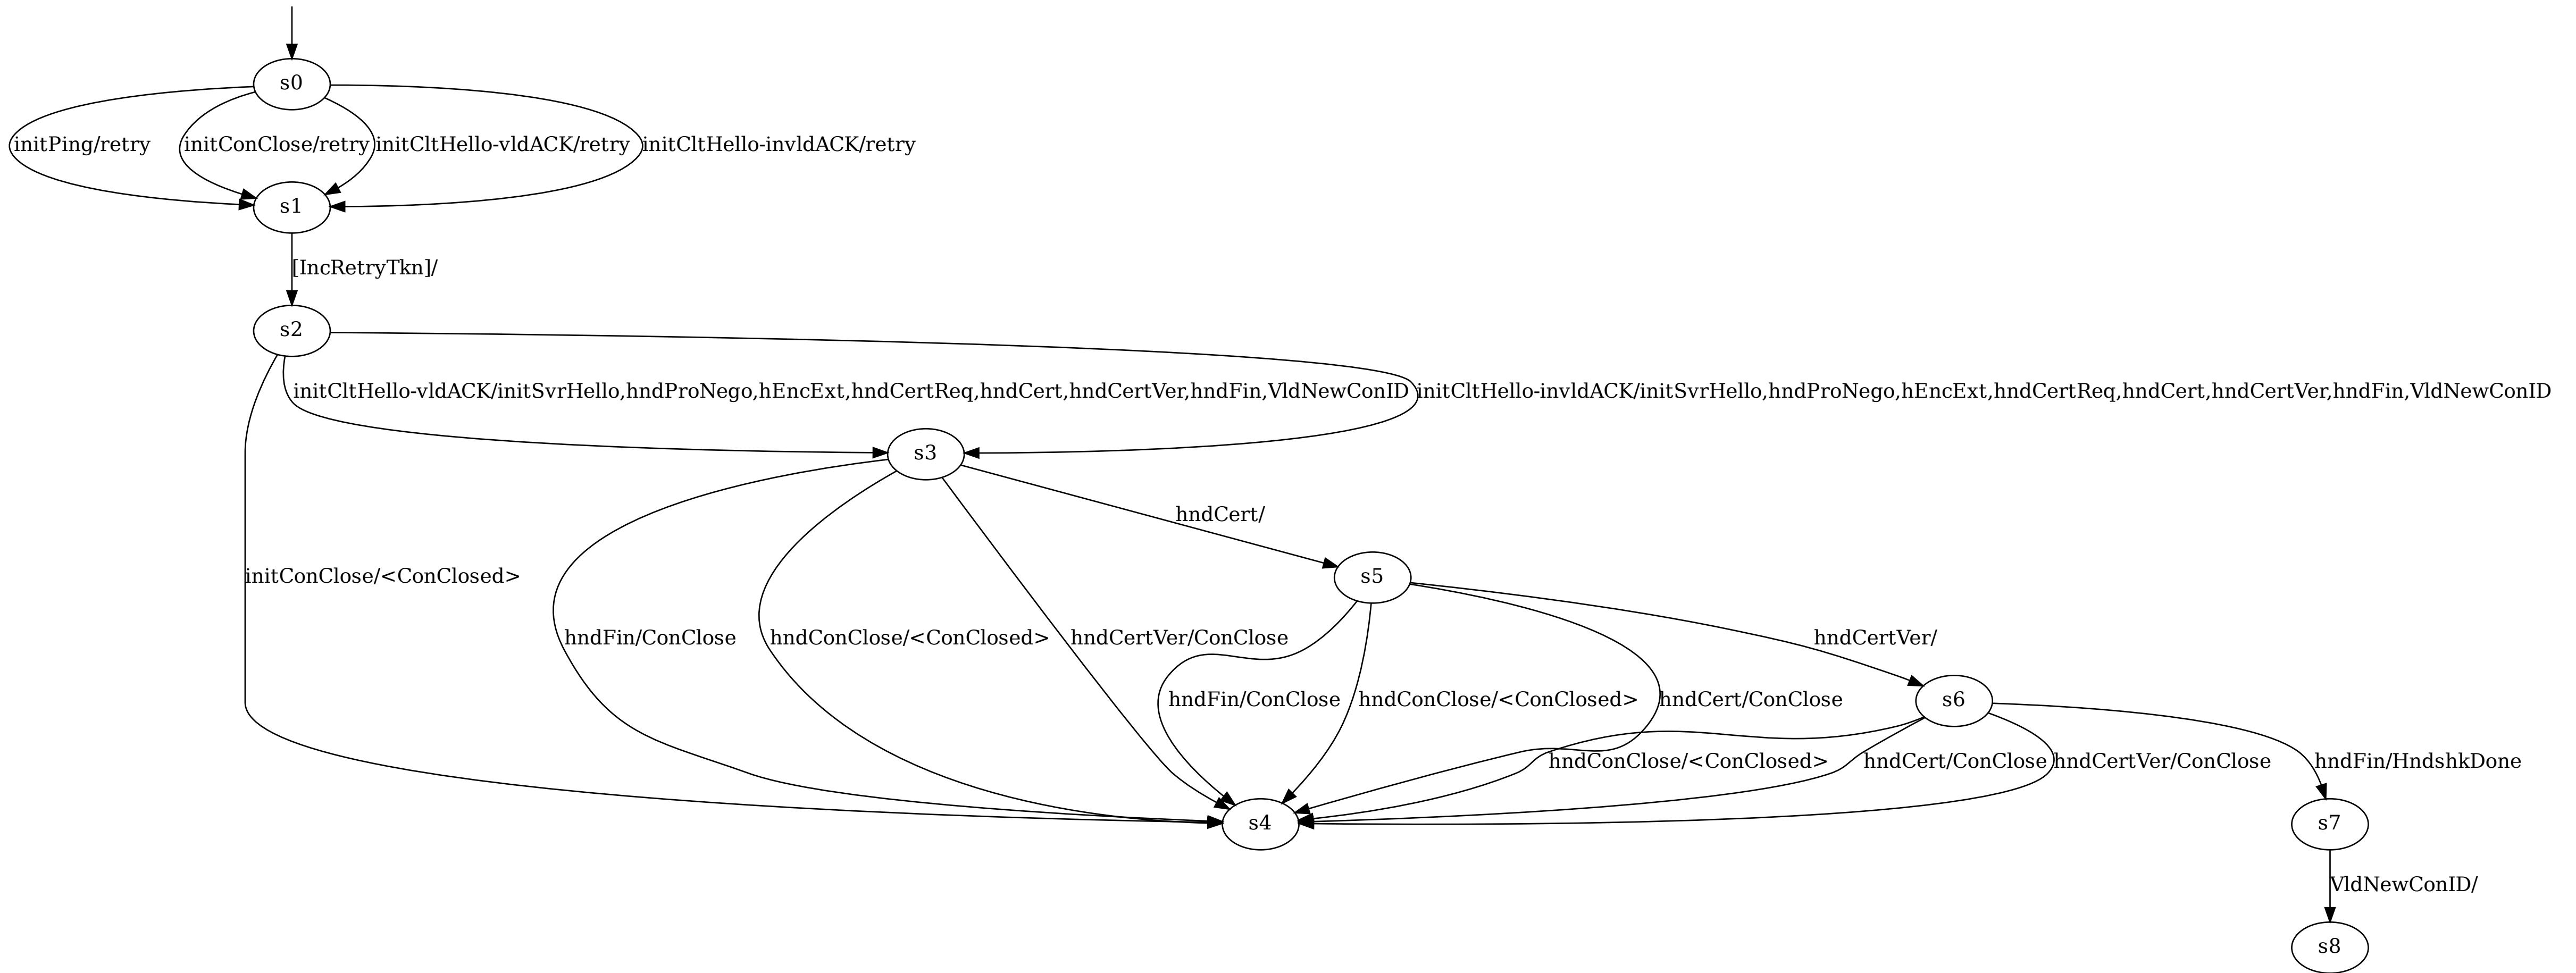 s0
initPing/retry
initConClose/retry
initCltHello-vldACK/retry
initCltHello-invldACK/retry
s1
[IncRetryTkn]/
s2
initCltHello-vldACK/initSvrHello,hndProNego,hEncExt,hndCertReq,hndCert,hndCertVer,hndFin,VldNewConID
initCltHello-invldACK/initSvrHello,hndProNego,hEncExt,hndCertReq,hndCert,hndCertVer,hndFin,VldNewConID
s3
hndCert/
initConClose/<ConClosed>
s5
hndFin/ConClose
hndConClose/<ConClosed>
hndCertVer/ConClose
hndCertVer/
hndFin/ConClose
hndConClose/<ConClosed>
hndCert/ConClose
s6
hndConClose/<ConClosed>
hndCert/ConClose
hndCertVer/ConClose
hndFin/HndshkDone
s4
s7
VldNewConID/
s8